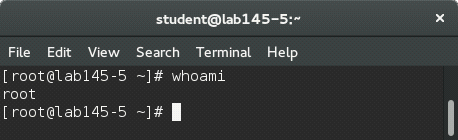 student@lab145-5:~
File Edit View Search Terminal Help
[root@lab145-5 ~]# whoami
root
[root@lab145-5 ~]#